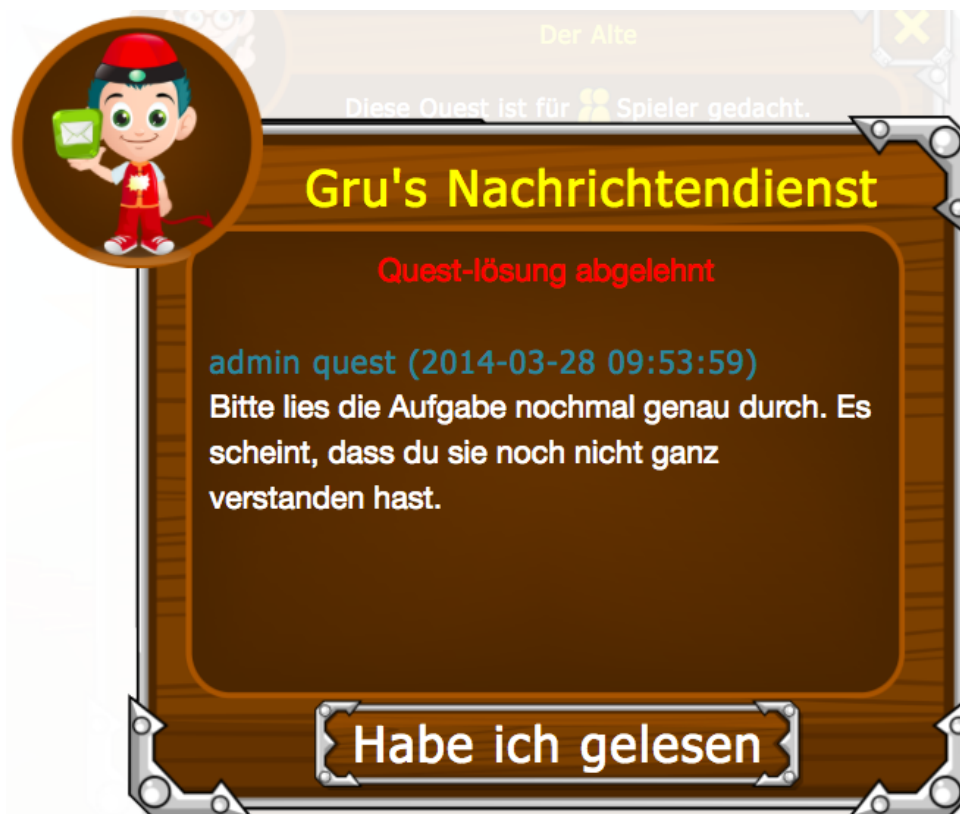 Der Alte
Diese Quest ist für Spieler gedacht.
Gru's Nachrichtendienst
Quest-lösung abgelehnt
admin quest (2014-03-28 09:53:59)
Bitte lies die Aufgabe nochmal genau durch. Es
scheint, dass du sie noch nicht ganz
verstanden hast.
Habe ich gelesen